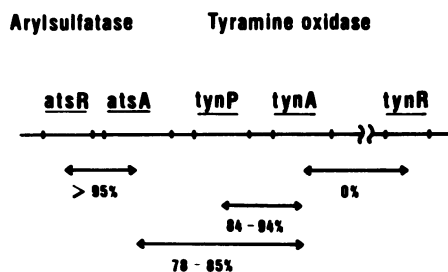 Arylsulfatase Tyramine oxidase
atsR atsA tynP tynA tynR
> 95% 0%
84 - 94%
78 - 85%